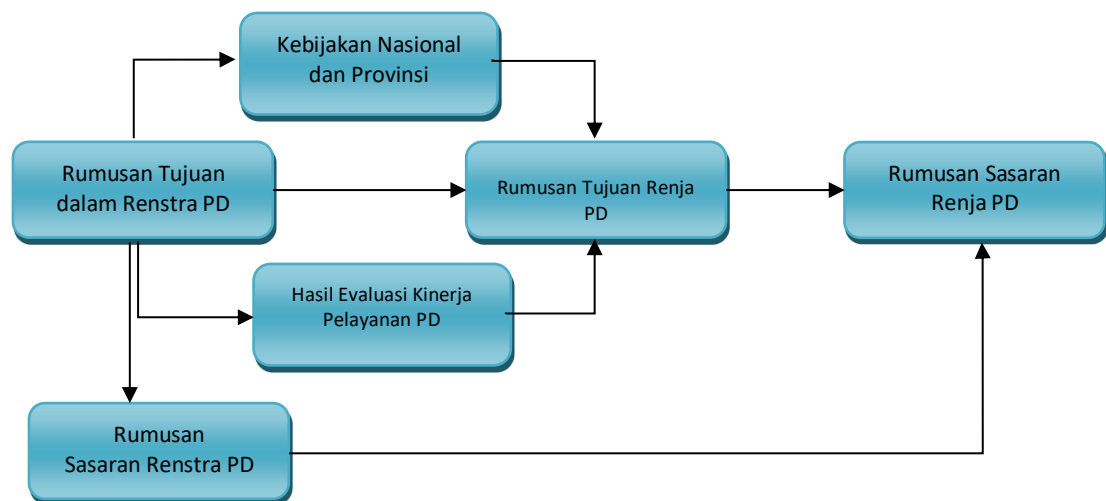 Kebijakan Nasional
dan Provinsi
Rumusan Tujuan
dalam Renstra PD
Rumusan Tujuan Renja
PD
Rumusan Sasaran
Renja PD
Hasil Evaluasi Kinerja
Pelayanan PD
Rumusan
Sasaran Renstra PD